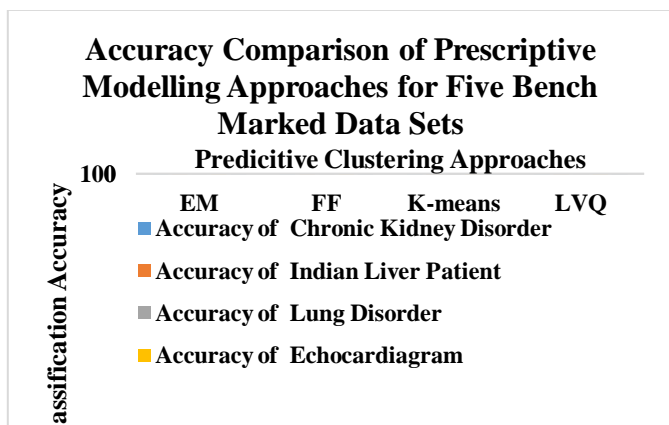 Accuracy Comparison of Prescriptive
Modelling Approaches for Five Bench
Marked Data Sets
Predicitive Clustering Approaches
100
EM FF K-means LVQ
Accuracy of Chronic Kidney Disorder
Accuracy of Indian Liver Patient
Accuracy of Lung Disorder
Accuracy of Echocardiagram
assification Accuracy